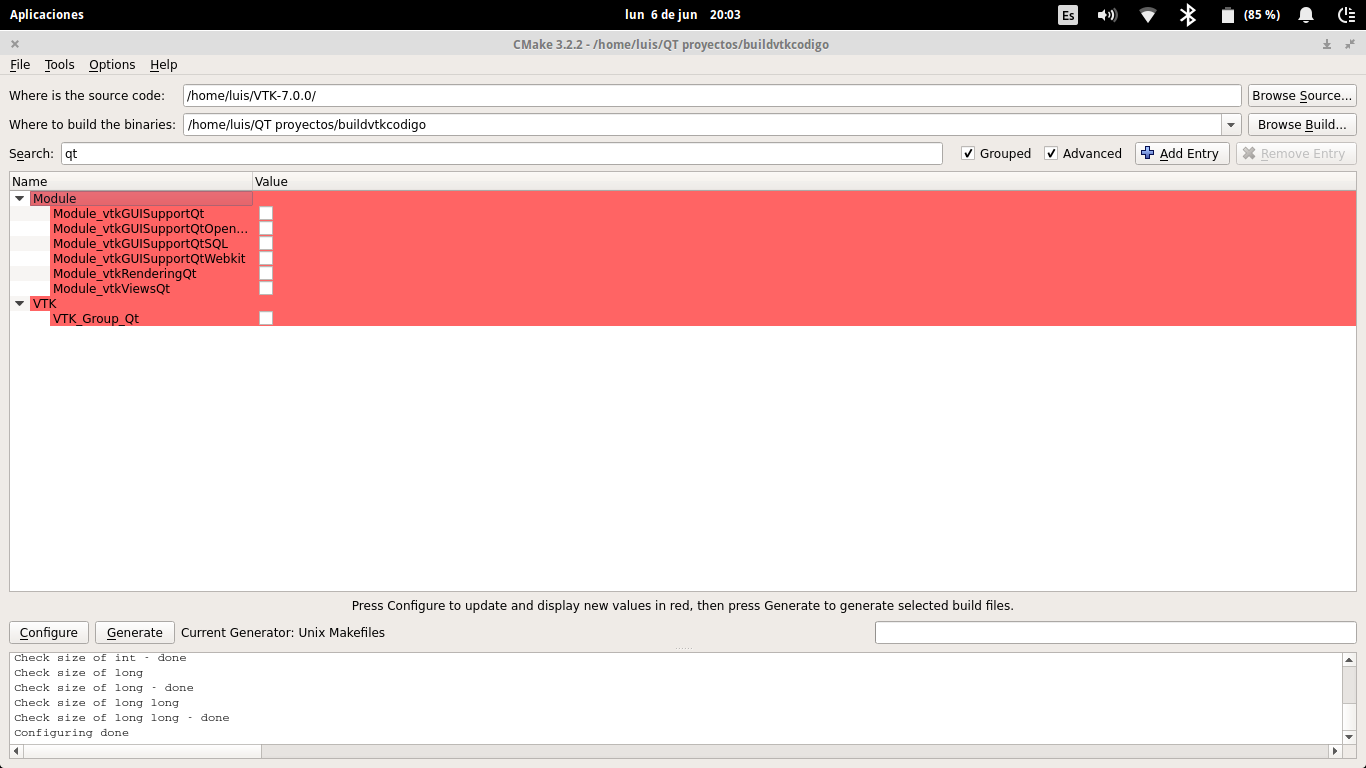 Aplicaciones lun 6 de jun 20:03 Es (85 %)
CMake 3.2.2 - /home/luis/QT proyectos/buildvtkcodigo
File Tools Options Help
Where is the source code: /home/luis/VTK-7.0.0/ Browse Source...
Where to build the binaries: /home/luis/QT proyectos/buildvtkcodigo Browse Build...
Search: qt Grouped Advanced Add Entry Remove Entry
Name Value
Module
Module_vtkGUISupportQt
Module_vtkGUISupportQtOpen...
Module_vtkGUISupportQtSQL
Module_vtkGUISupportQtWebkit
Module_vtkRenderingQt
Module_vtkViewsQt
VTK
VTK_Group_Qt
Press Configure to update and display new values in red, then press Generate to generate selected build files.
Configure Generate Current Generator: Unix Makefiles
Check size of int - done
Check size of long
Check size of long - done
Check size of long long
Check size of long long - done
Configuring done